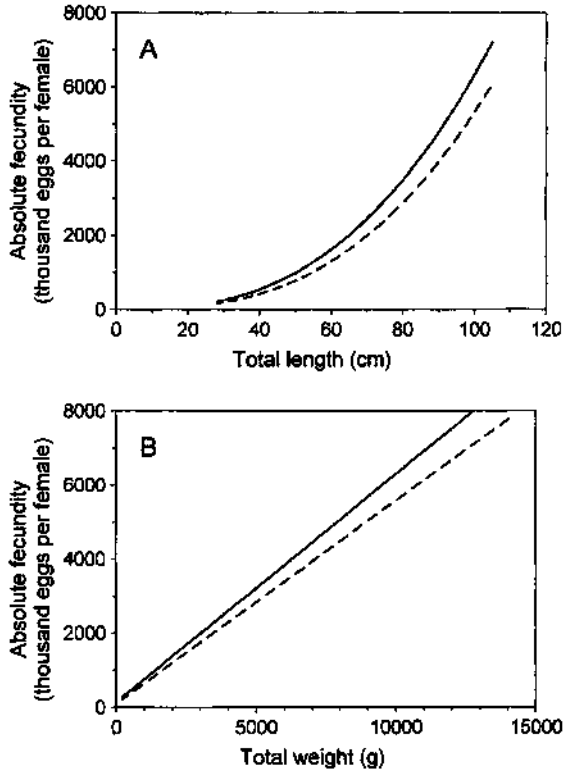 Absolute fecundity
(thousand eggs per female)
8000
6000
4000
2000
0
A
0 20 40 60 80 100 120
Total length (cm)
Absolute fecundity
(thousand eggs per female)
8000
6000
4000
2000
0
B
0 5000 10000 15000
Total weight (g)